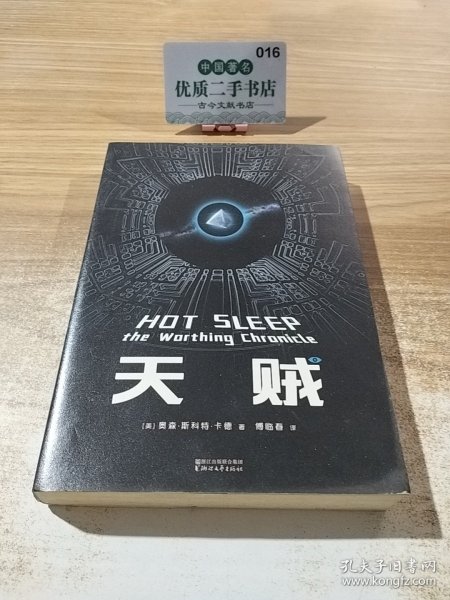 016
中国著名
优质二手书店
古今文献书店
HOT SLEEP
the Worthing Chronicle
天贼
[美] 奥森·斯科特·卡德 著 傅临春 译
浙江出版联合集团
浙江文艺出版社
孔夫子旧书网
www.kongfz.com